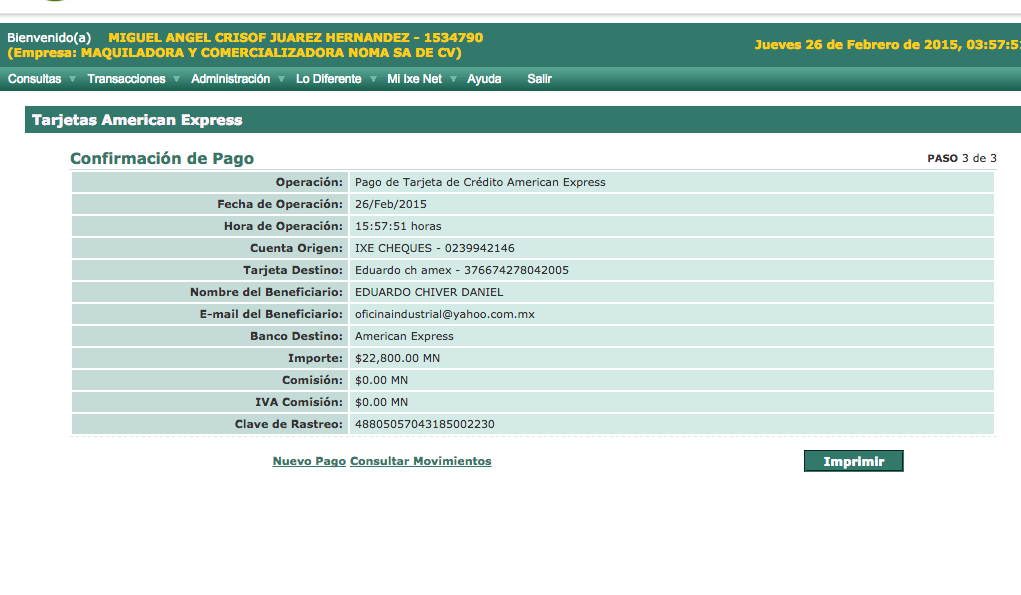 Bienvenido(a) MIGUEL ANGEL CRISOF JUAREZ HERNANDEZ - 1534790
(Empresa: MAQUILADORA Y COMERCIALIZADORA NOMA SA DE CV)
Jueves 26 de Febrero de 2015, 03:57:5
Consultas Transacciones Administración Lo Diferente Mi Ixe Net Ayuda Salir
Tarjetas American Express
Confirmación de Pago PASO 3 de 3
Operación: Pago de Tarjeta de Crédito American Express
Fecha de Operación: 26/Feb/2015
Hora de Operación: 15:57:51 horas
Cuenta Origen: IXE CHEQUES - 0239942146
Tarjeta Destino: Eduardo ch amex - 376674278042005
Nombre del Beneficiario: EDUARDO CHIVER DANIEL
E-mail del Beneficiario: oficinaindustrial@yahoo.com.mx
Banco Destino: American Express
Importe: $22,800.00 MN
Comisión: $0.00 MN
IVA Comisión: $0.00 MN
Clave de Rastreo: 48805057043185002230
Nuevo Pago Consultar Movimientos Imprimir